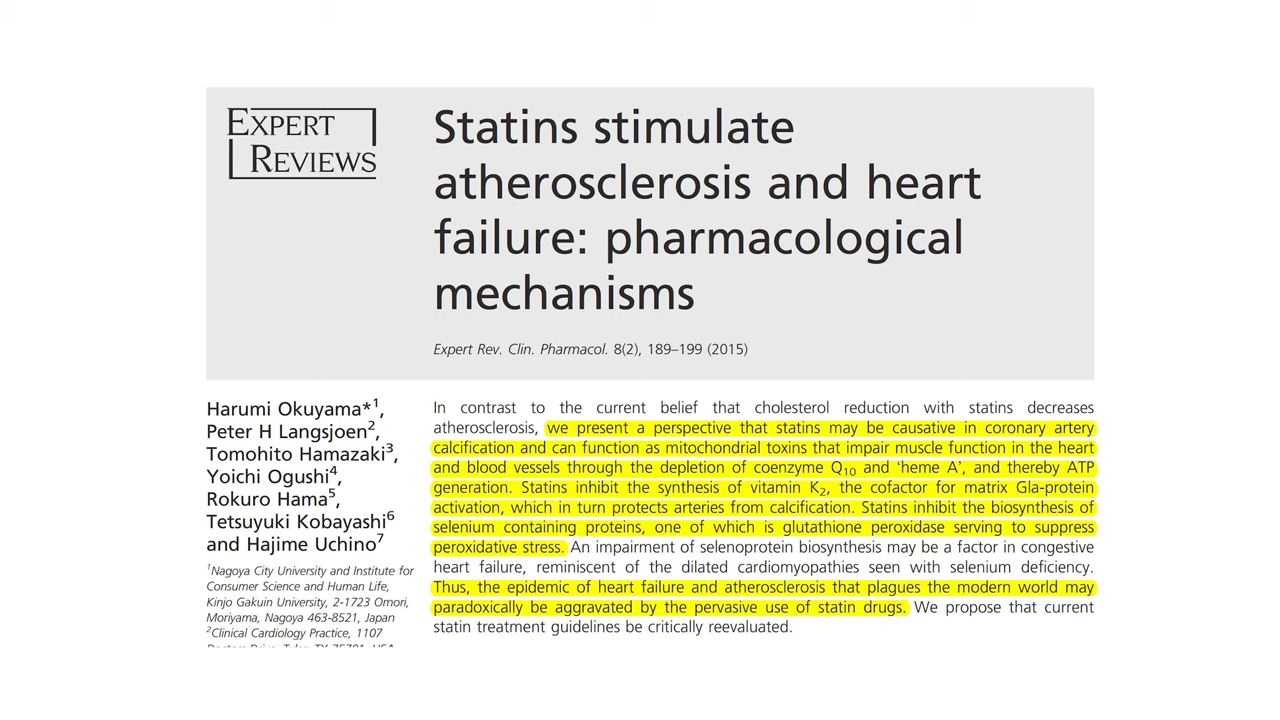 EXPERT
REVIEWS
Statins stimulate
atherosclerosis and heart
failure: pharmacological
mechanisms
Expert Rev. Clin. Pharmacol. 8(2), 189–199 (2015)
Harumi Okuyama*1,
Peter H Langsjoen2,
Tomohito Hamazaki3,
Yoichi Ogushi4,
Rokuro Hama5,
Tetsuyuki Kobayashi6
and Hajime Uchino7
1Nagoya City University and Institute for
Consumer Science and Human Life,
Kinjo Gakuin University, 2-1723 Omori,
Moriyama, Nagoya 463-8521, Japan
2Clinical Cardiology Practice, 1107
In contrast to the current belief that cholesterol reduction with statins decreases
atherosclerosis, we present a perspective that statins may be causative in coronary artery
calcification and can function as mitochondrial toxins that impair muscle function in the heart
and blood vessels through the depletion of coenzyme Q10 and ‘heme A’, and thereby ATP
generation. Statins inhibit the synthesis of vitamin K2, the cofactor for matrix Gla-protein
activation, which in turn protects arteries from calcification. Statins inhibit the biosynthesis of
selenium containing proteins, one of which is glutathione peroxidase serving to suppress
peroxidative stress. An impairment of selenoprotein biosynthesis may be a factor in congestive
heart failure, reminiscent of the dilated cardiomyopathies seen with selenium deficiency.
Thus, the epidemic of heart failure and atherosclerosis that plagues the modern world may
paradoxically be aggravated by the pervasive use of statin drugs. We propose that current
statin treatment guidelines be critically reevaluated.